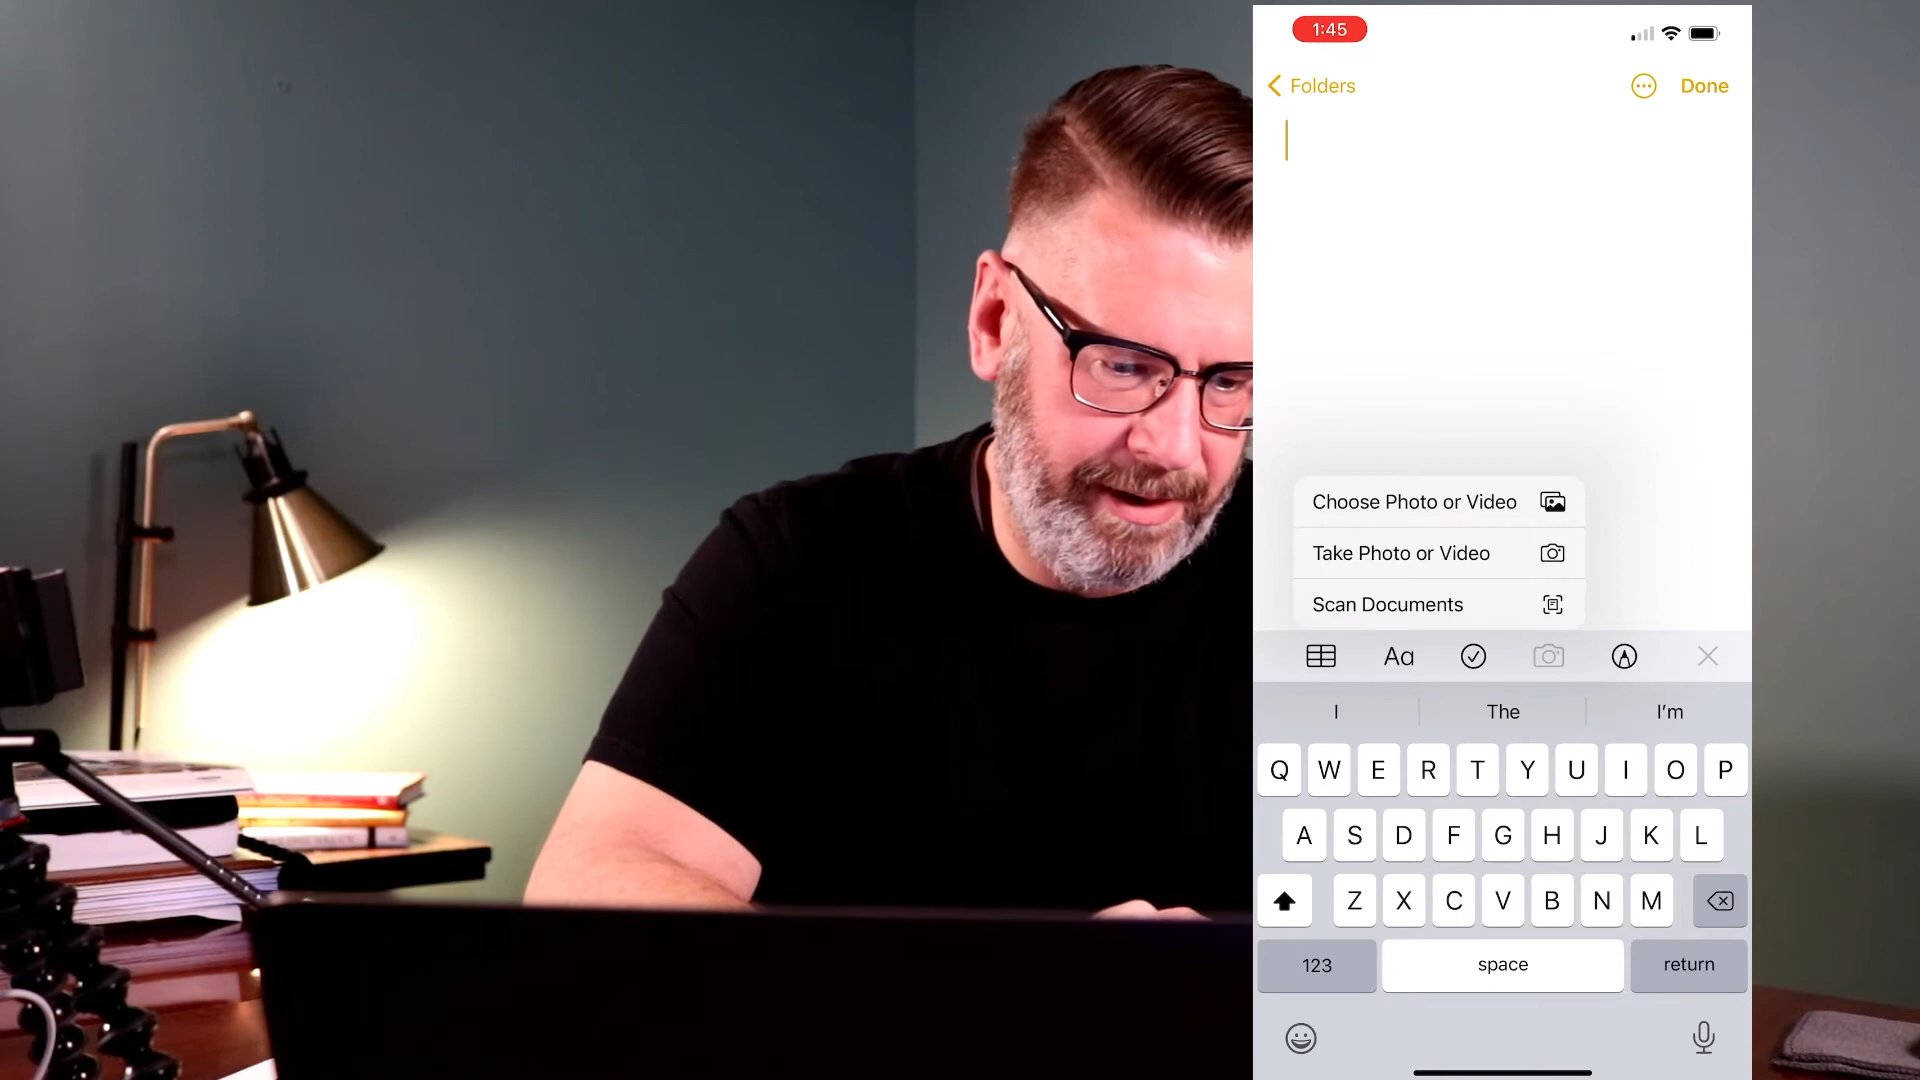 1:45
Folders
Done
Choose Photo or Video
Take Photo or Video
Scan Documents
Aa
I The I'm
Q W E R T Y U I O P
A S D F G H J K L
Z X C V B N M
123 space return